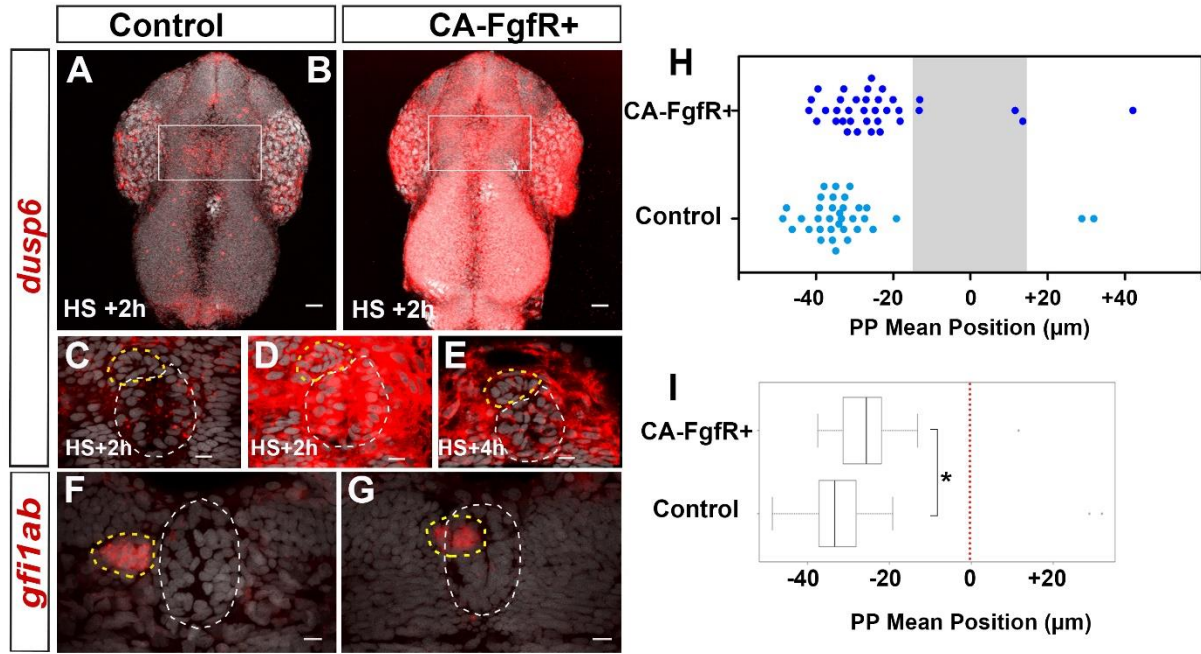 Control
CA-FgfR+
dusp6
A
B
HS +2h
HS +2h
C
D
E
HS+2h
HS+2h
HS+4h
gfi1ab
F
G
H
CA-FgfR+
Control
-40 -20 0 +20 +40
PP Mean Position (µm)
I
CA-FgfR+
*
Control
-40 -20 0 +20
PP Mean Position (µm)